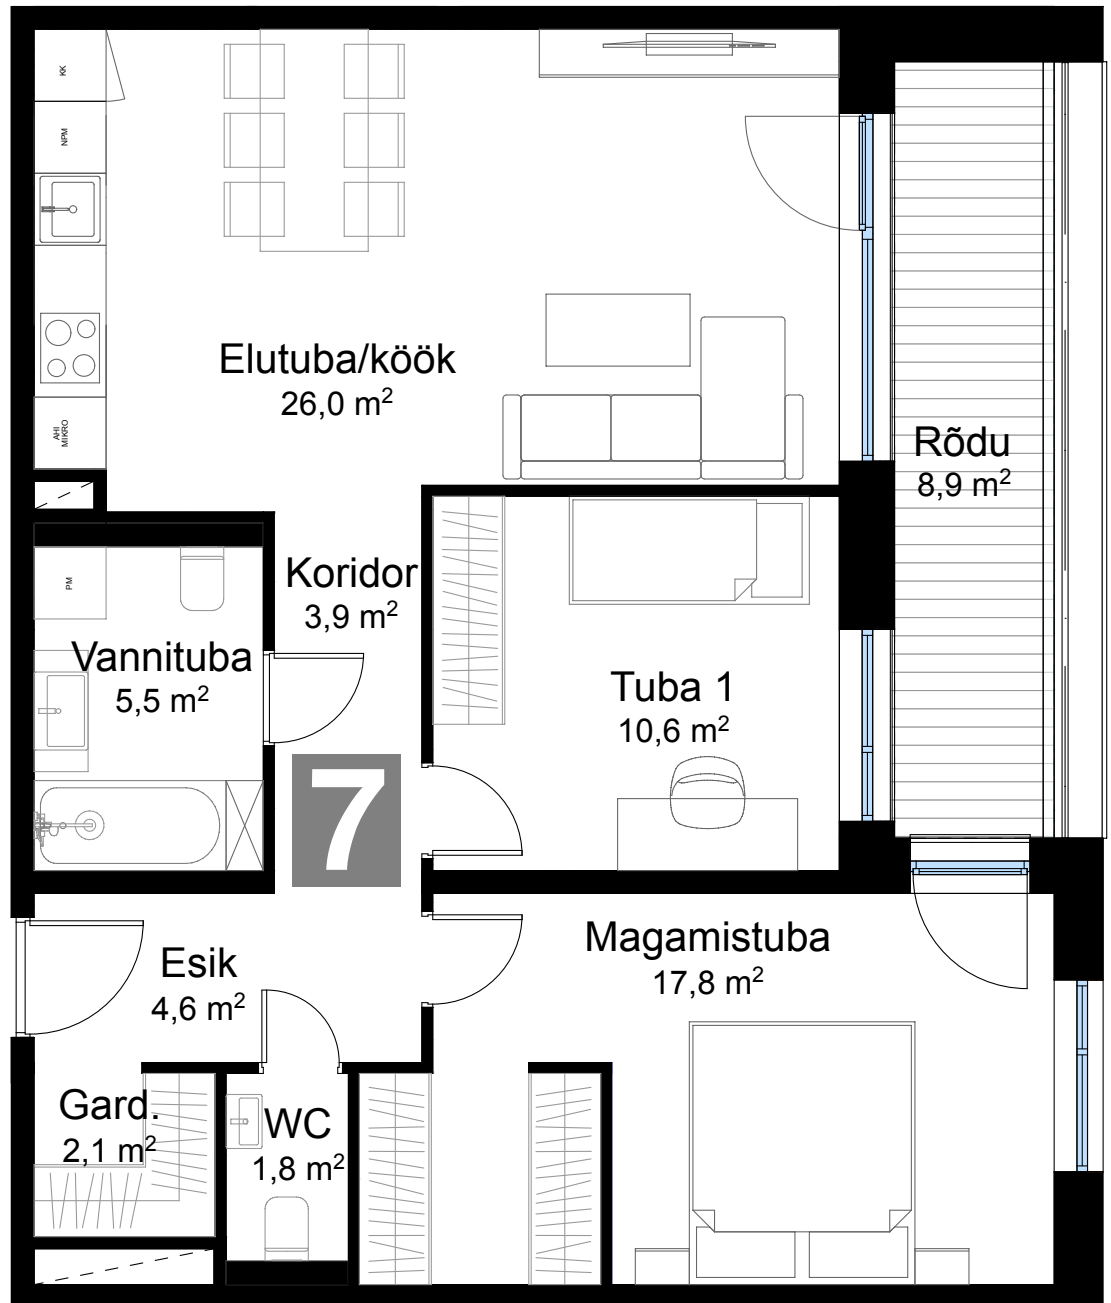 KK
NPM
Elutuba/köök
26,0 m²
AHI
MIKRO
Rõdu
8,9 m²
Koridor
3,9 m²
PM
Vannituba
5,5 m²
Tuba 1
10,6 m²
7
Esik
4,6 m²
Magamistuba
17,8 m²
Gard.
2,1 m²
WC
1,8 m²